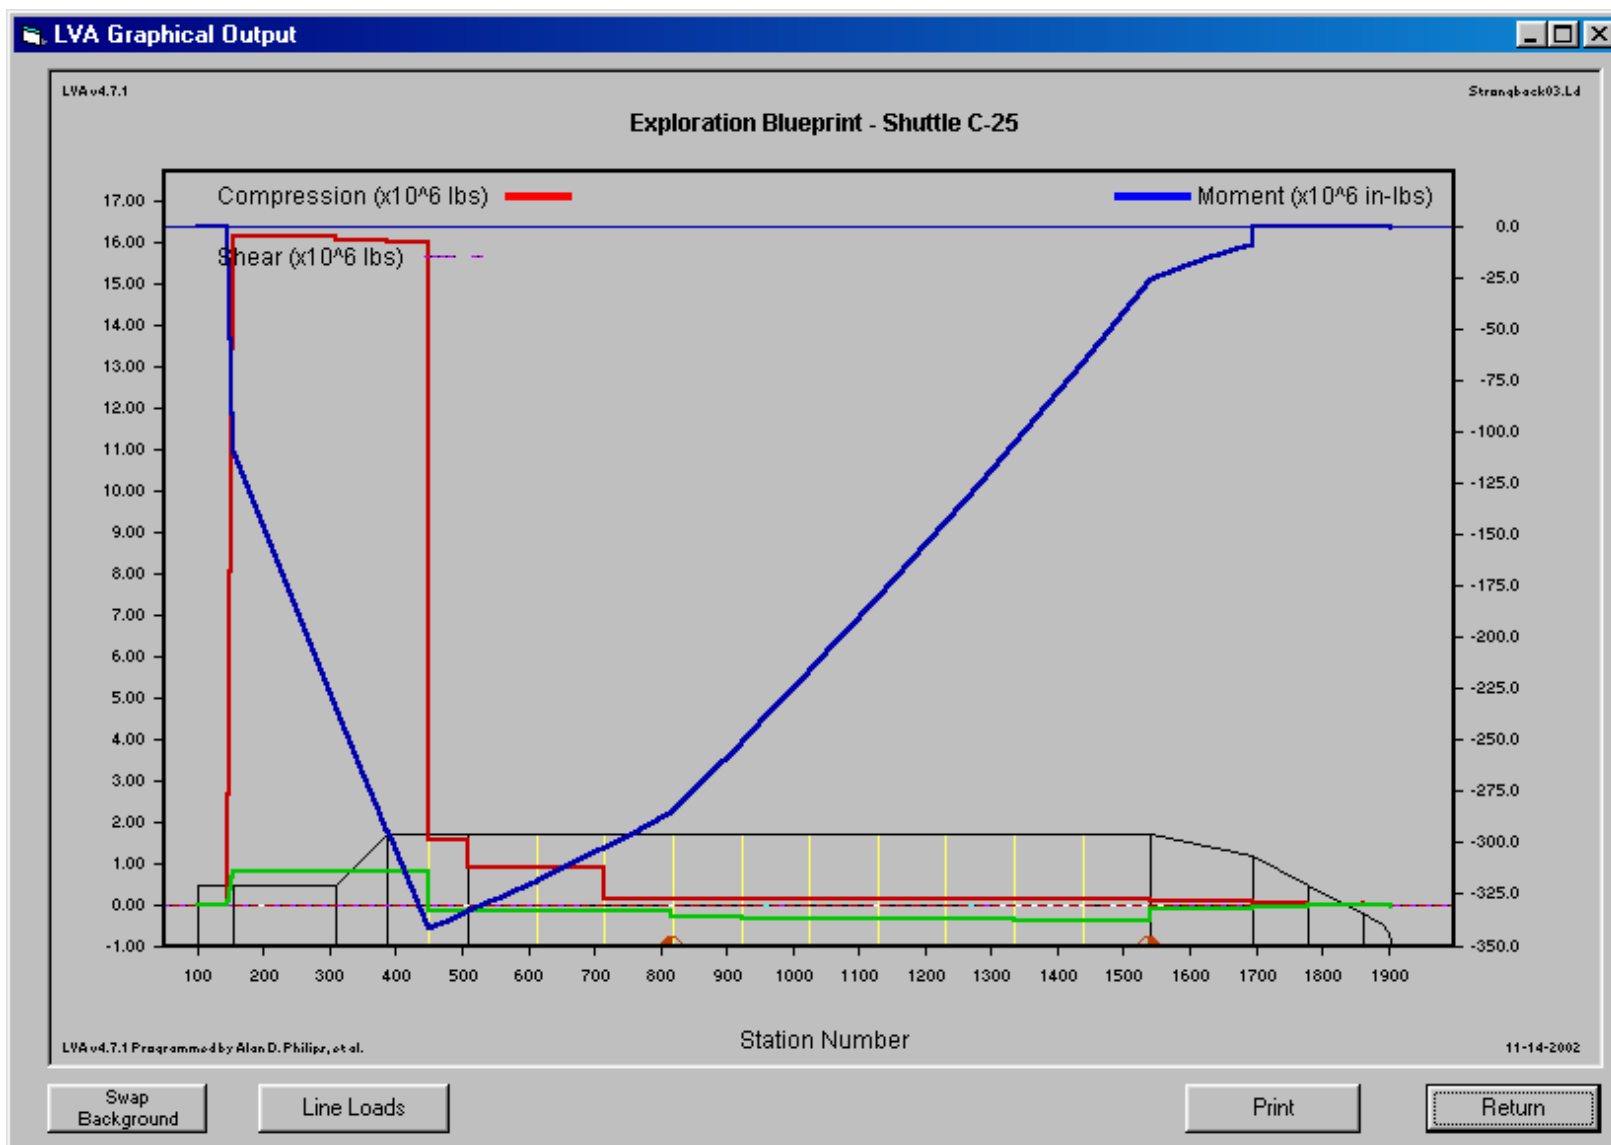 LVA Graphical Output
LVA v4.7.1
Strongback03.Ld
Exploration Blueprint - Shuttle C-25
Compression (x10^6 lbs)
Moment (x10^6 in-lbs)
Shear (x10^6 lbs)
17.00
16.00
15.00
14.00
13.00
12.00
11.00
10.00
9.00
8.00
7.00
6.00
5.00
4.00
3.00
2.00
1.00
0.00
-1.00
0.0
-25.0
-50.0
-75.0
-100.0
-125.0
-150.0
-175.0
-200.0
-225.0
-250.0
-275.0
-300.0
-325.0
-350.0
100 200 300 400 500 600 700 800 900 1000 1100 1200 1300 1400 1500 1600 1700 1800 1900
Station Number
LVA v4.7.1 Programmed by Alan D. Philips, et al.
11-14-2002
Swap
Background
Line Loads
Print
Return